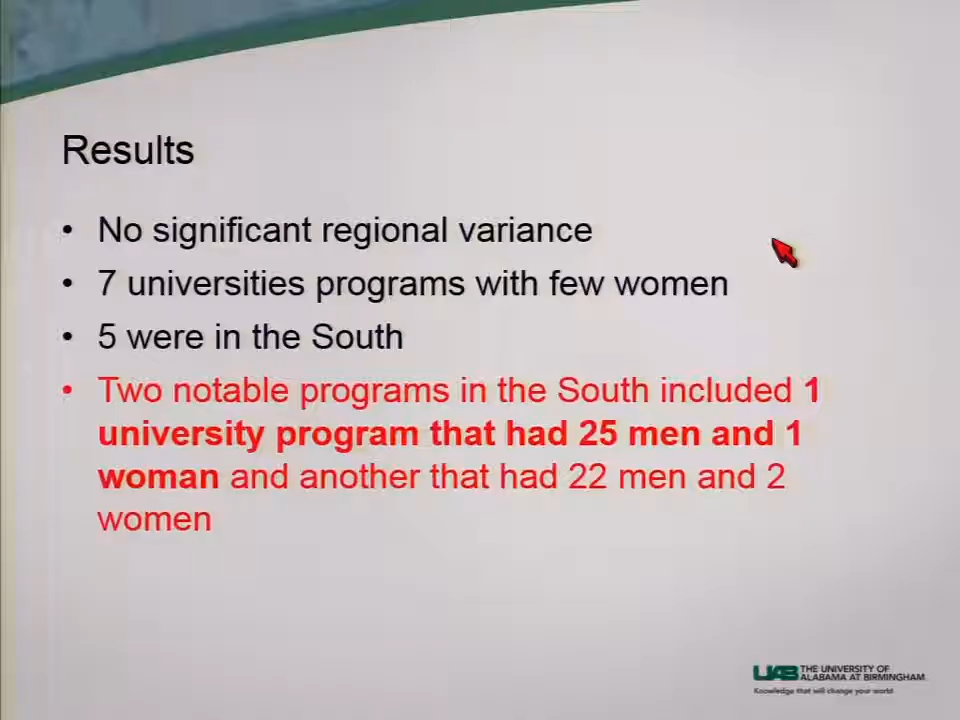 Results
• No significant regional variance
• 7 universities programs with few women
• 5 were in the South
• Two notable programs in the South included 1
university program that had 25 men and 1
woman and another that had 22 men and 2
women
UAB THE UNIVERSITY OF
ALABAMA AT BIRMINGHAM
Knowledge that will change your world